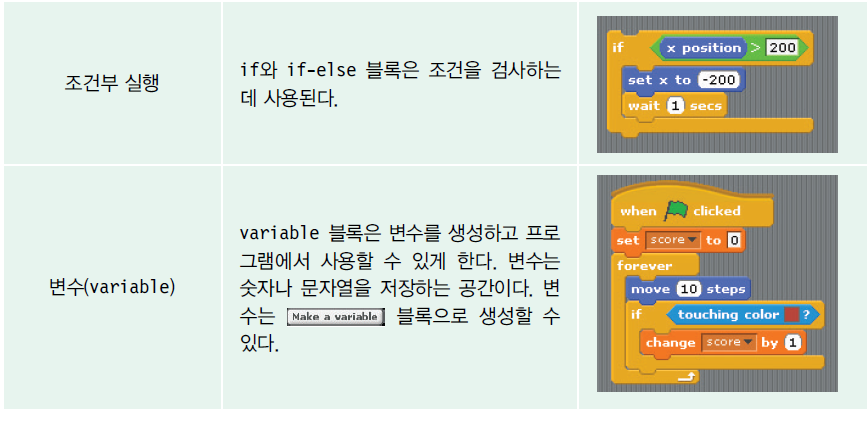 조건부 실행
if와 if-else 블록은 조건을 검사하는
데 사용된다.
if x position > 200
set x to -200
wait 1 secs
변수(variable)
variable 블록은 변수를 생성하고 프로
그램에서 사용할 수 있게 한다. 변수는
숫자나 문자열을 저장하는 공간이다. 변
수는 Make a variable 블록으로 생성할 수
있다.
when clicked
set score to 0
forever
move 10 steps
if touching color ?
change score by 1